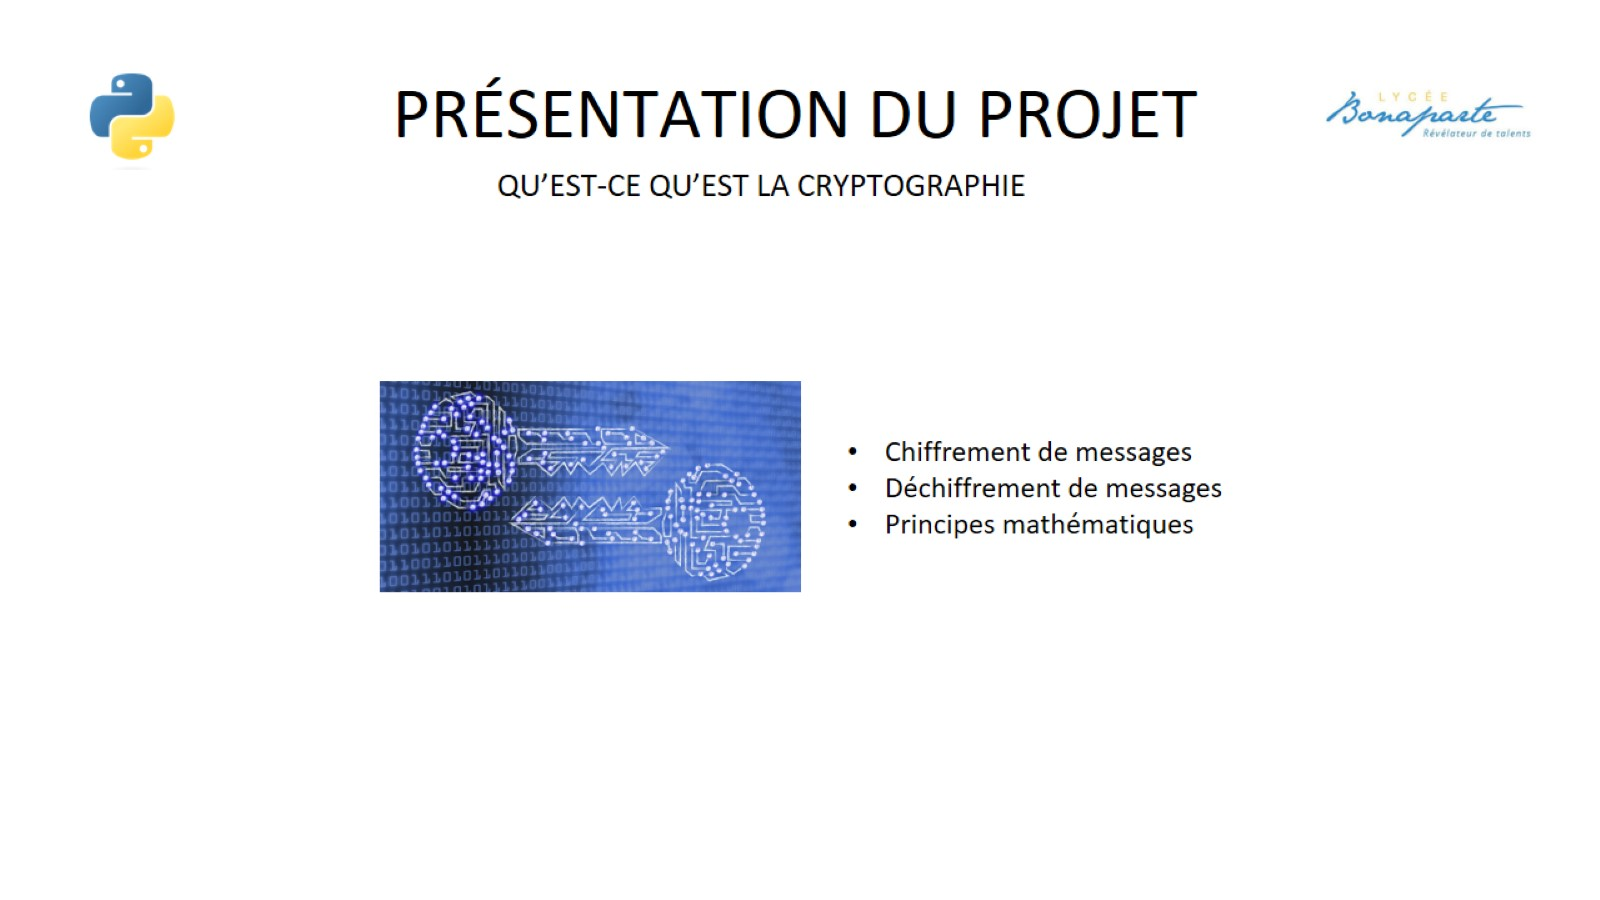 PRÉSENTATION DU PROJET
LYCÉE
Bonaparte
Révélateur de talents
QU’EST-CE QU’EST LA CRYPTOGRAPHIE
• Chiffrement de messages
• Déchiffrement de messages
• Principes mathématiques